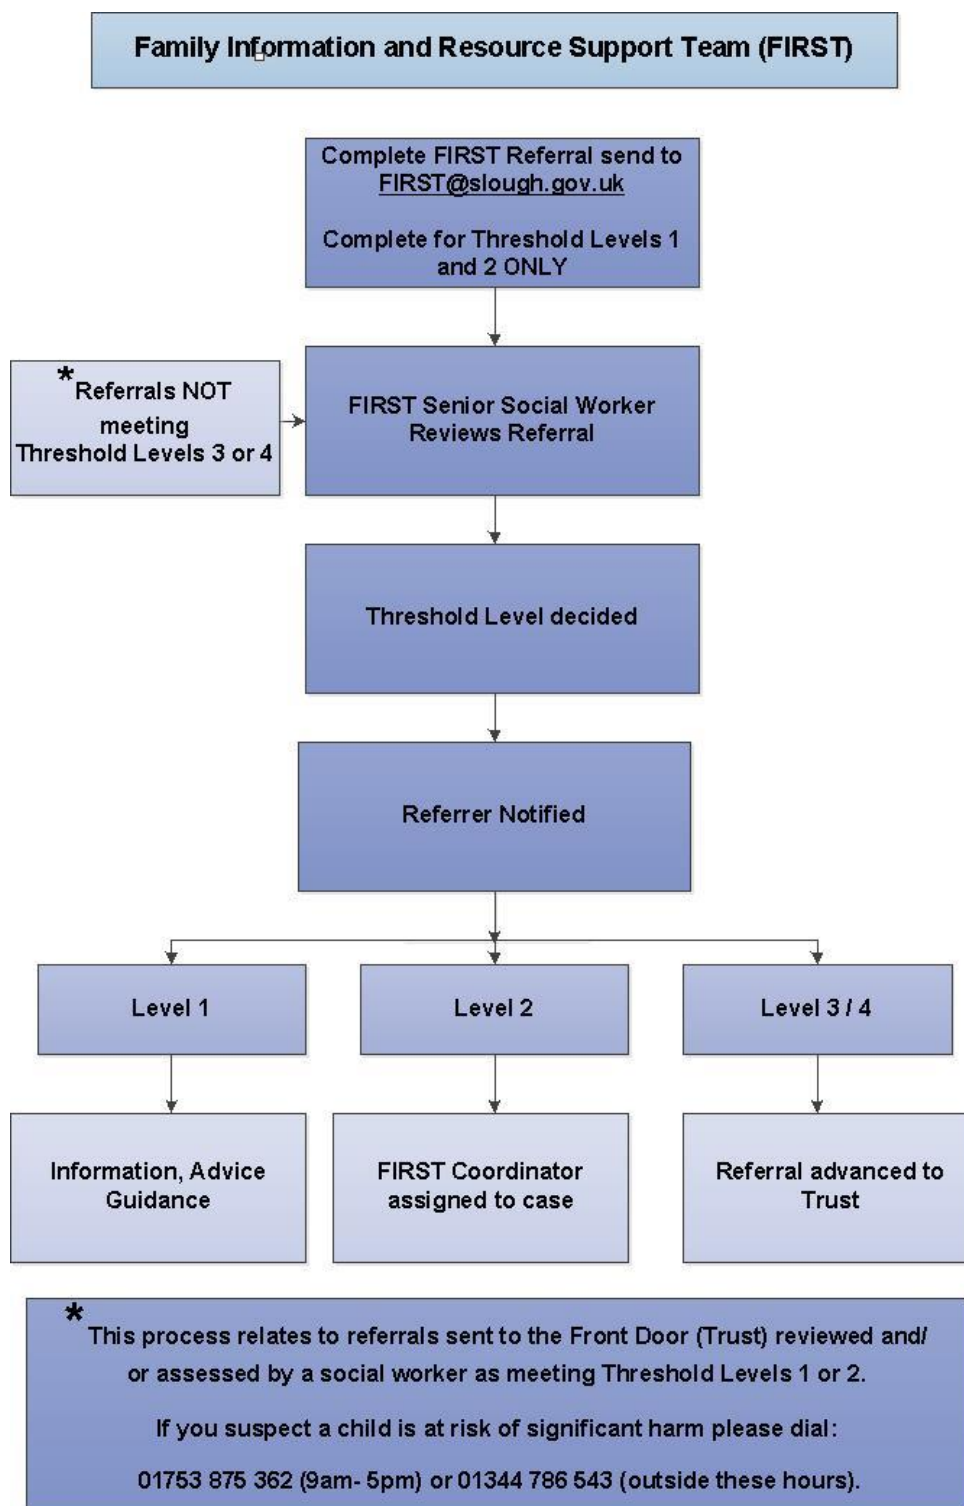 Family Information and Resource Support Team (FIRST)
Complete FIRST Referral send to
FIRST@slough.gov.uk
Complete for Threshold Levels 1
and 2 ONLY
*Referrals NOT
meeting
Threshold Levels 3 or 4
FIRST Senior Social Worker
Reviews Referral
Threshold Level decided
Referrer Notified
Level 1
Level 2
Level 3 / 4
Information, Advice
Guidance
FIRST Coordinator
assigned to case
Referral advanced to
Trust
*This process relates to referrals sent to the Front Door (Trust) reviewed and/
or assessed by a social worker as meeting Threshold Levels 1 or 2.
If you suspect a child is at risk of significant harm please dial:
01753 875 362 (9am- 5pm) or 01344 786 543 (outside these hours).